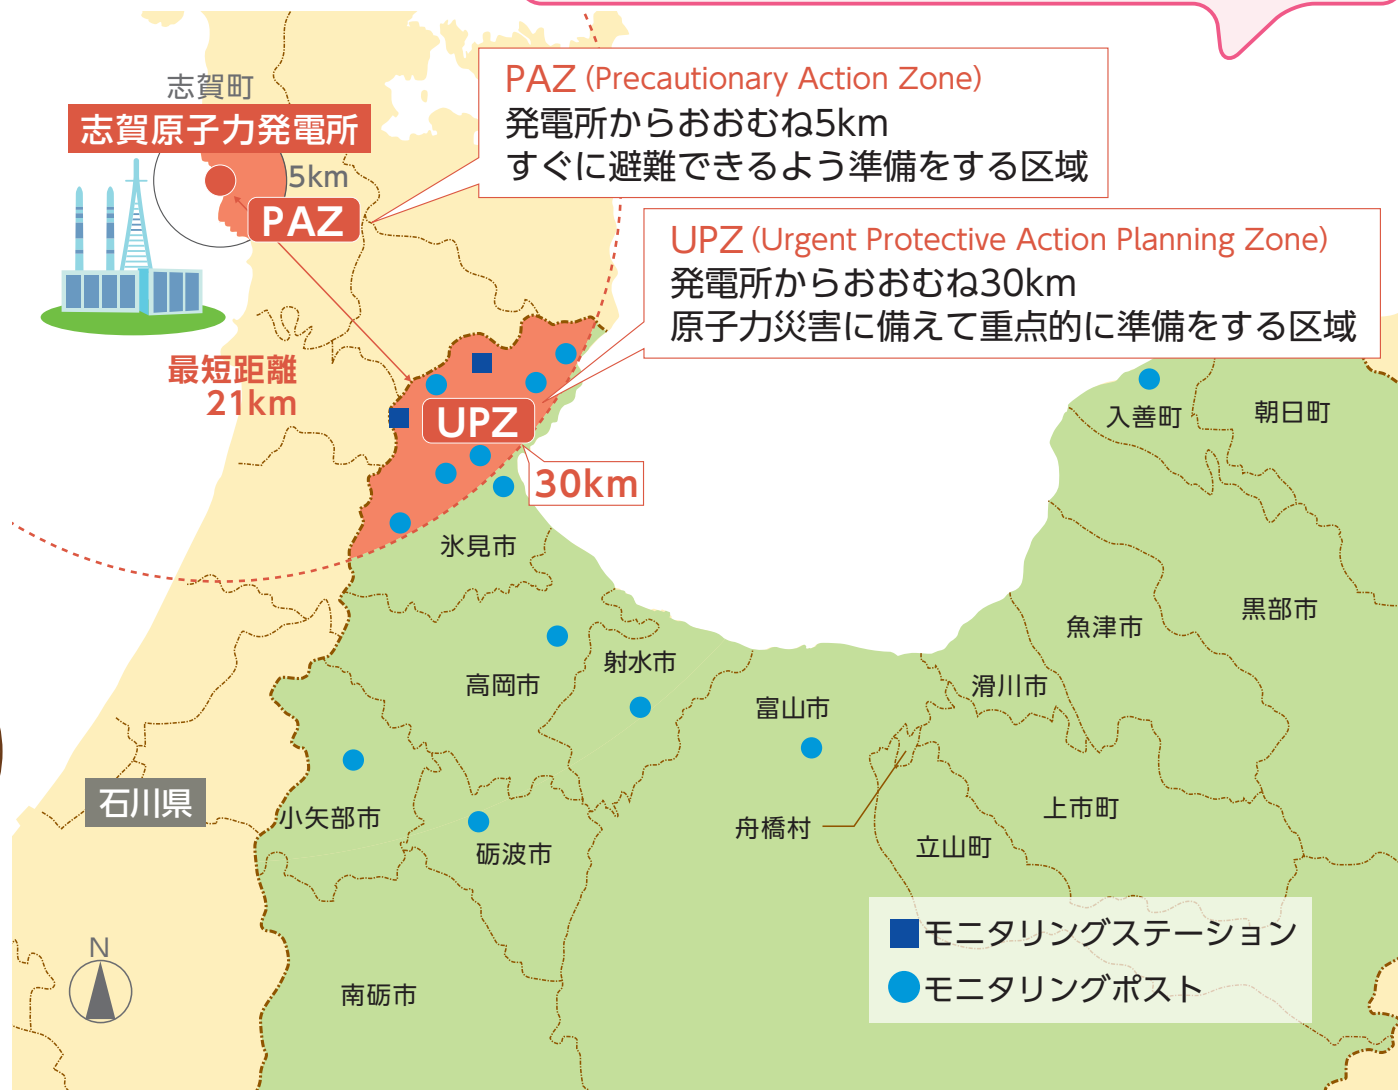 志賀町
志賀原子力発電所
5km
PAZ
PAZ (Precautionary Action Zone)
発電所からおおむね5km
すぐに避難できるよう準備をする区域
UPZ (Urgent Protective Action Planning Zone)
発電所からおおむね30km
原子力災害に備えて重点的に準備をする区域
最短距離
21km
UPZ
30km
入善町
朝日町
氷見市
黒部市
魚津市
射水市
高岡市
滑川市
富山市
石川県
小矢部市
上市町
舟橋村
立山町
砺波市
モニタリングステーション
N
モニタリングポスト
南砺市